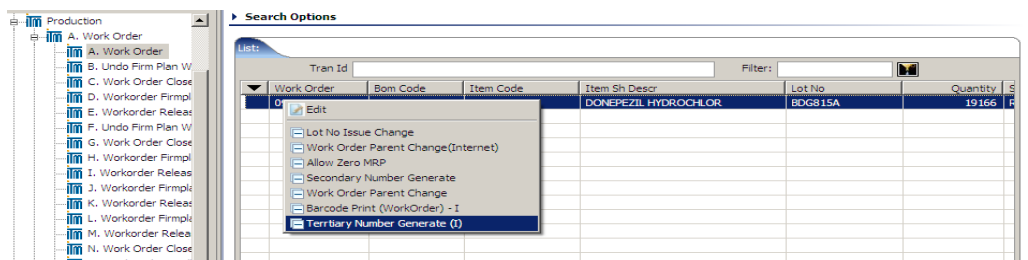 Production
A. Work Order
A. Work Order
B. Undo Firm Plan W
C. Work Order Close
D. Workorder Firmpl
E. Workorder Releas
F. Undo Firm Plan W
G. Work Order Close
H. Workorder Firmpl
I. Workorder Releas
J. Workorder Firmpla
K. Workorder Releas
L. Workorder Firmpla
M. Workorder Relea
N. Work Order Close
Search Options
List:
Tran Id Filter:
Work Order Bom Code Item Code Item Sh Descr Lot No Quantity S
DONEPEZIL HYDROCHLOR BDG815A 19166 R
Edit
Lot No Issue Change
Work Order Parent Change(Internet)
Allow Zero MRP
Secondary Number Generate
Work Order Parent Change
Barcode Print (WorkOrder) - I
Terrtiary Number Generate (I)